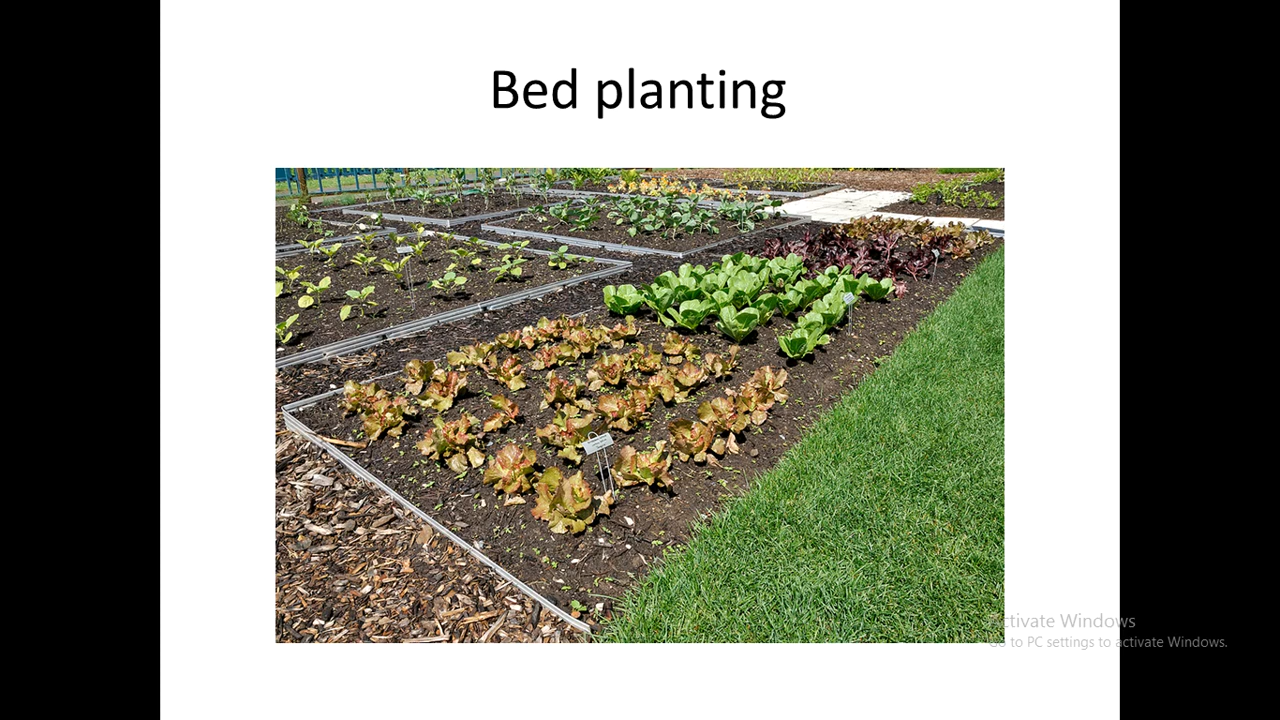 Bed planting
Activate Windows
Go to PC settings to activate Windows.